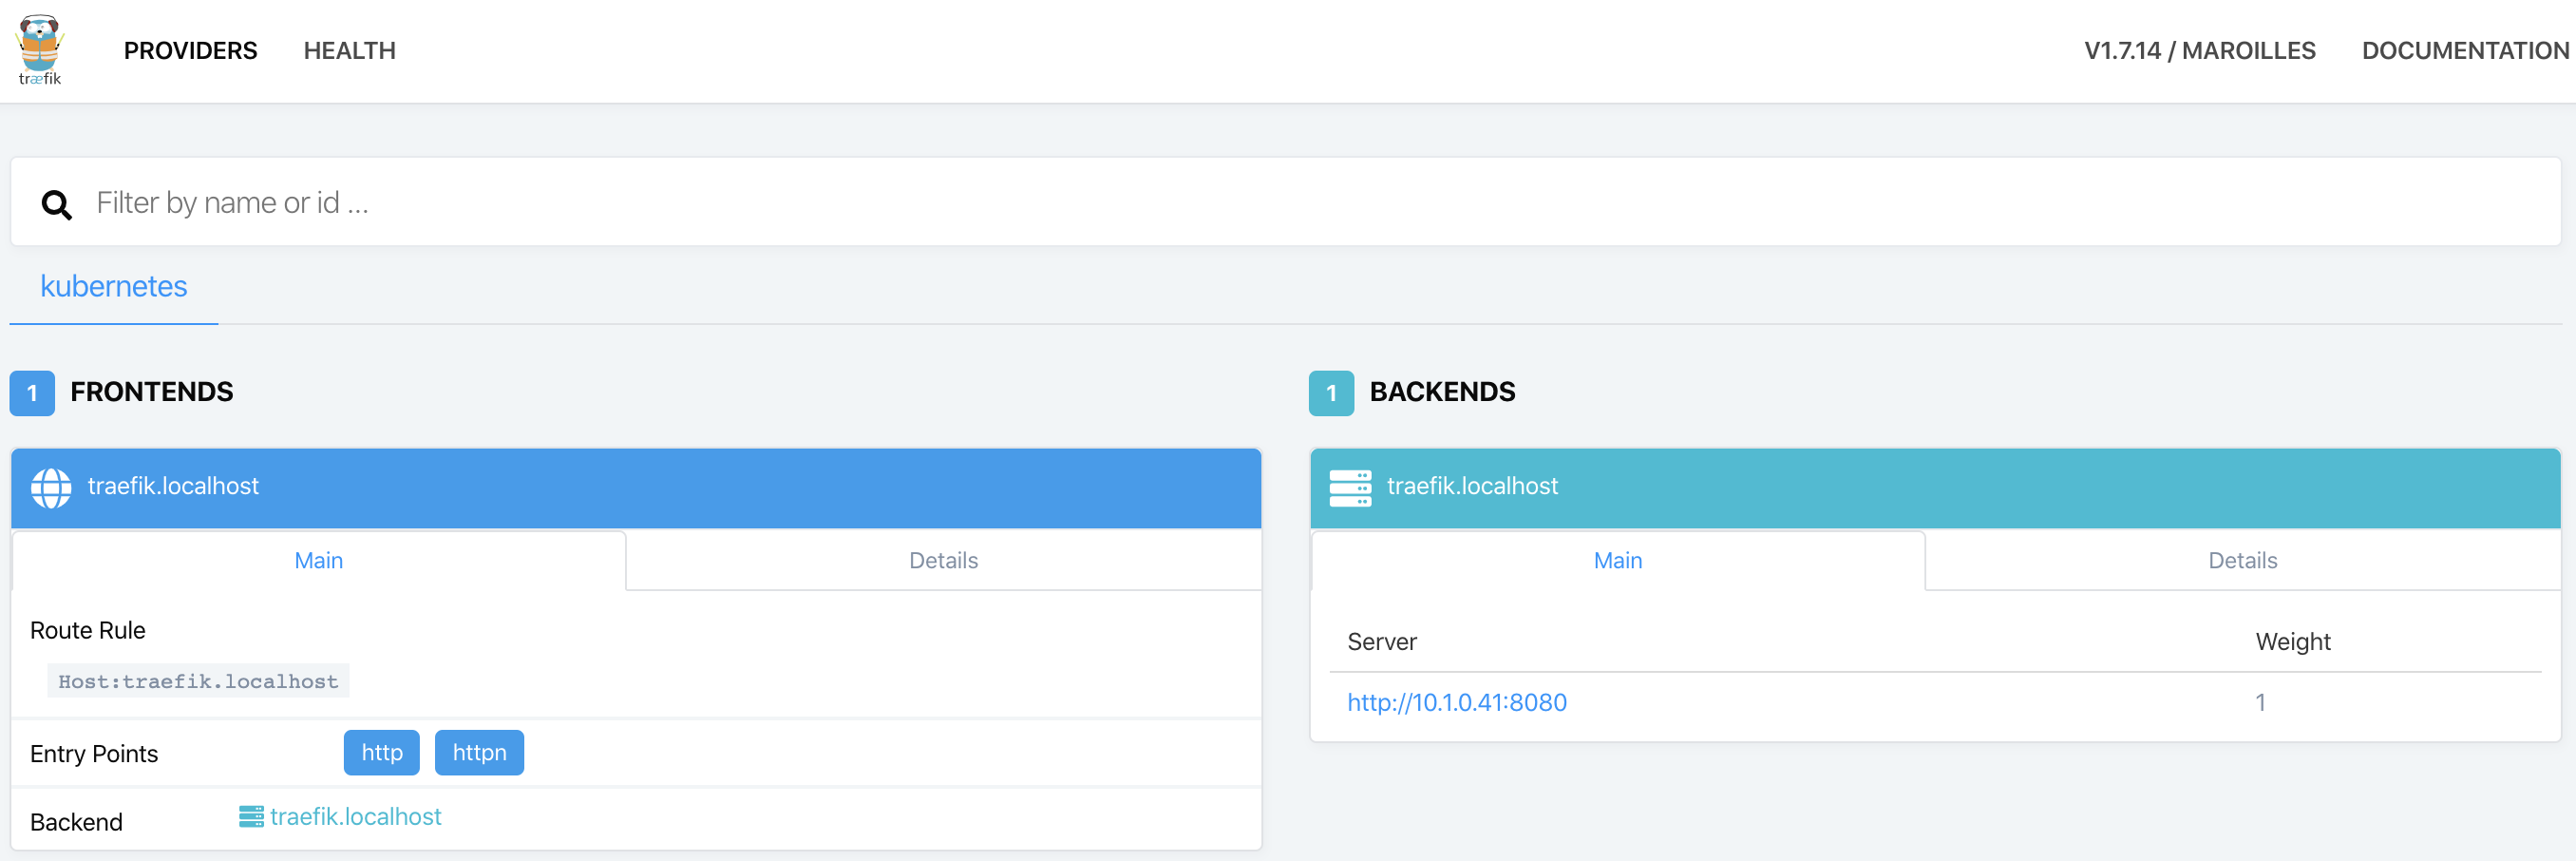 træfik
PROVIDERS HEALTH V1.7.14 / MAROILLES DOCUMENTATION
Filter by name or id ...
kubernetes
1 FRONTENDS
traefik.localhost
Main Details
Route Rule
Host:traefik.localhost
Entry Points http httpn
Backend traefik.localhost
1 BACKENDS
traefik.localhost
Main Details
Server Weight
http://10.1.0.41:8080 1